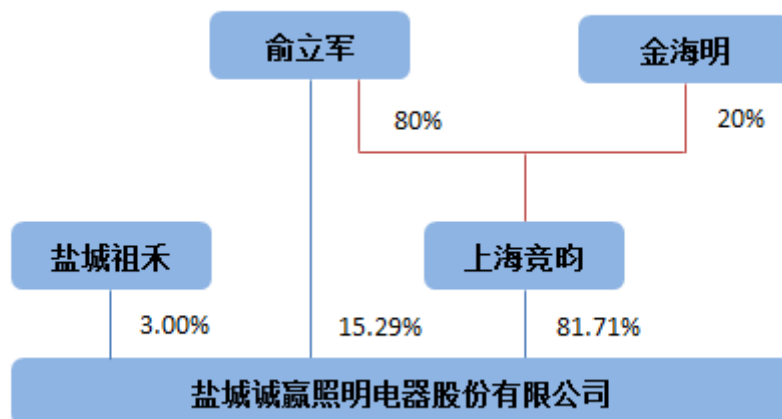 俞立军
金海明
80%
20%
盐城祖禾
上海竞昀
3.00%
15.29%
81.71%
盐城诚赢照明电器股份有限公司